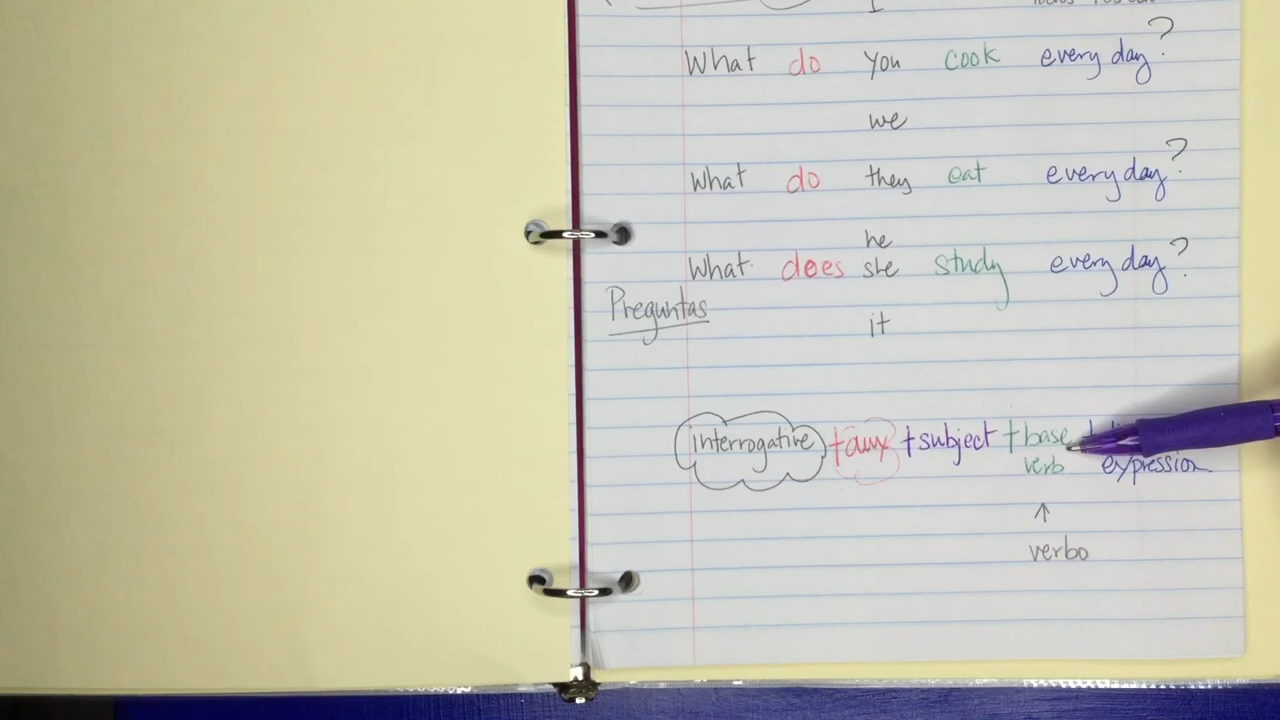 I
What do you cook every day?
we
What do they eat every day?
he
What does she study every day?
Preguntas
it
interrogative + aux + subject + base +
verb expression
↑
verbo